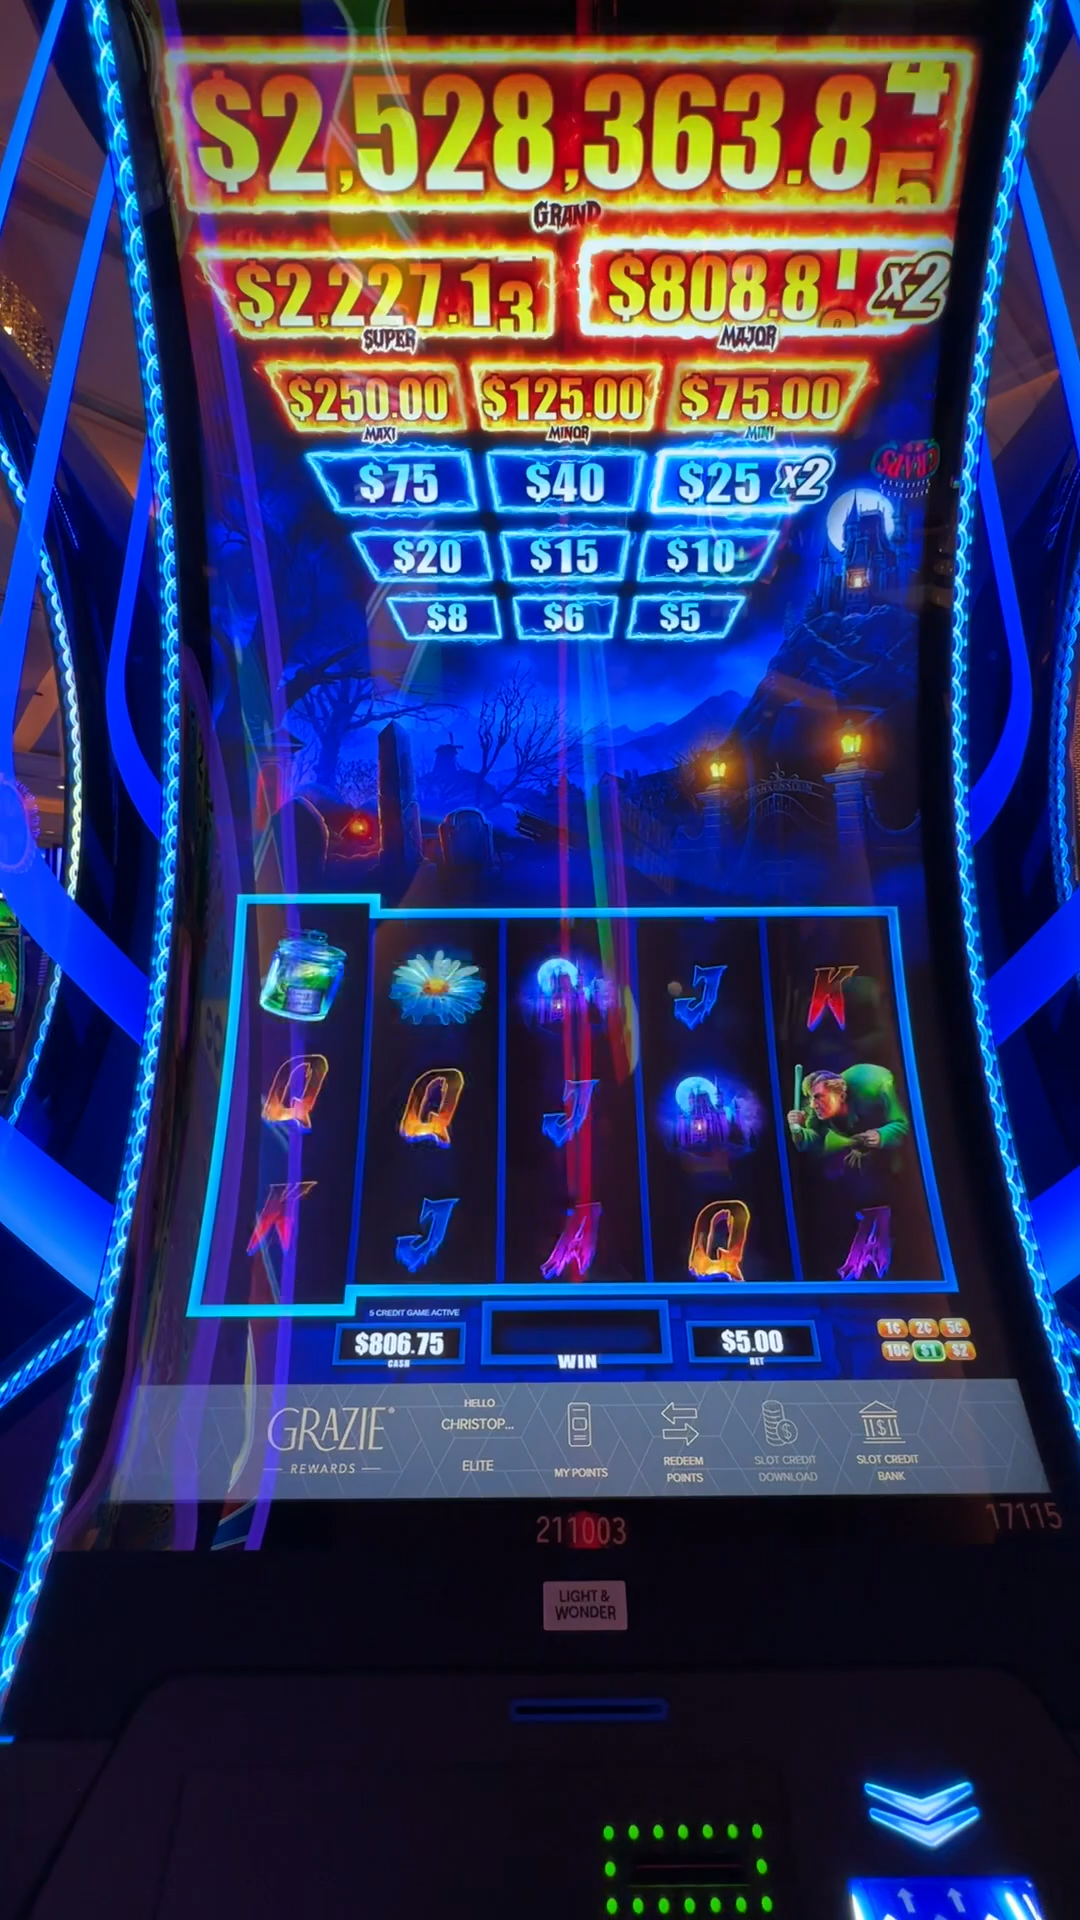 $2,528,363.8
GRAND
$2,227.13
SUPER
$808.8
x2
MAJOR
$250.00
MAXI
$125.00
MINOR
$75.00
MINI
$75
$40
$25 x2
$20
$15
$10
$8
$6
$5
Q
Q
J
J
K
K
J
A
Q
A
5 CREDIT GAME ACTIVE
$806.75
CASH
WIN
$5.00
BET
1¢ 2¢ 5¢
10¢ $1 $2
GRAZIE®
REWARDS
HELLO
CHRISTOP...
ELITE
MY POINTS
REDEEM
POINTS
SLOT CREDIT
DOWNLOAD
SLOT CREDIT
BANK
211003
17115
LIGHT &
WONDER